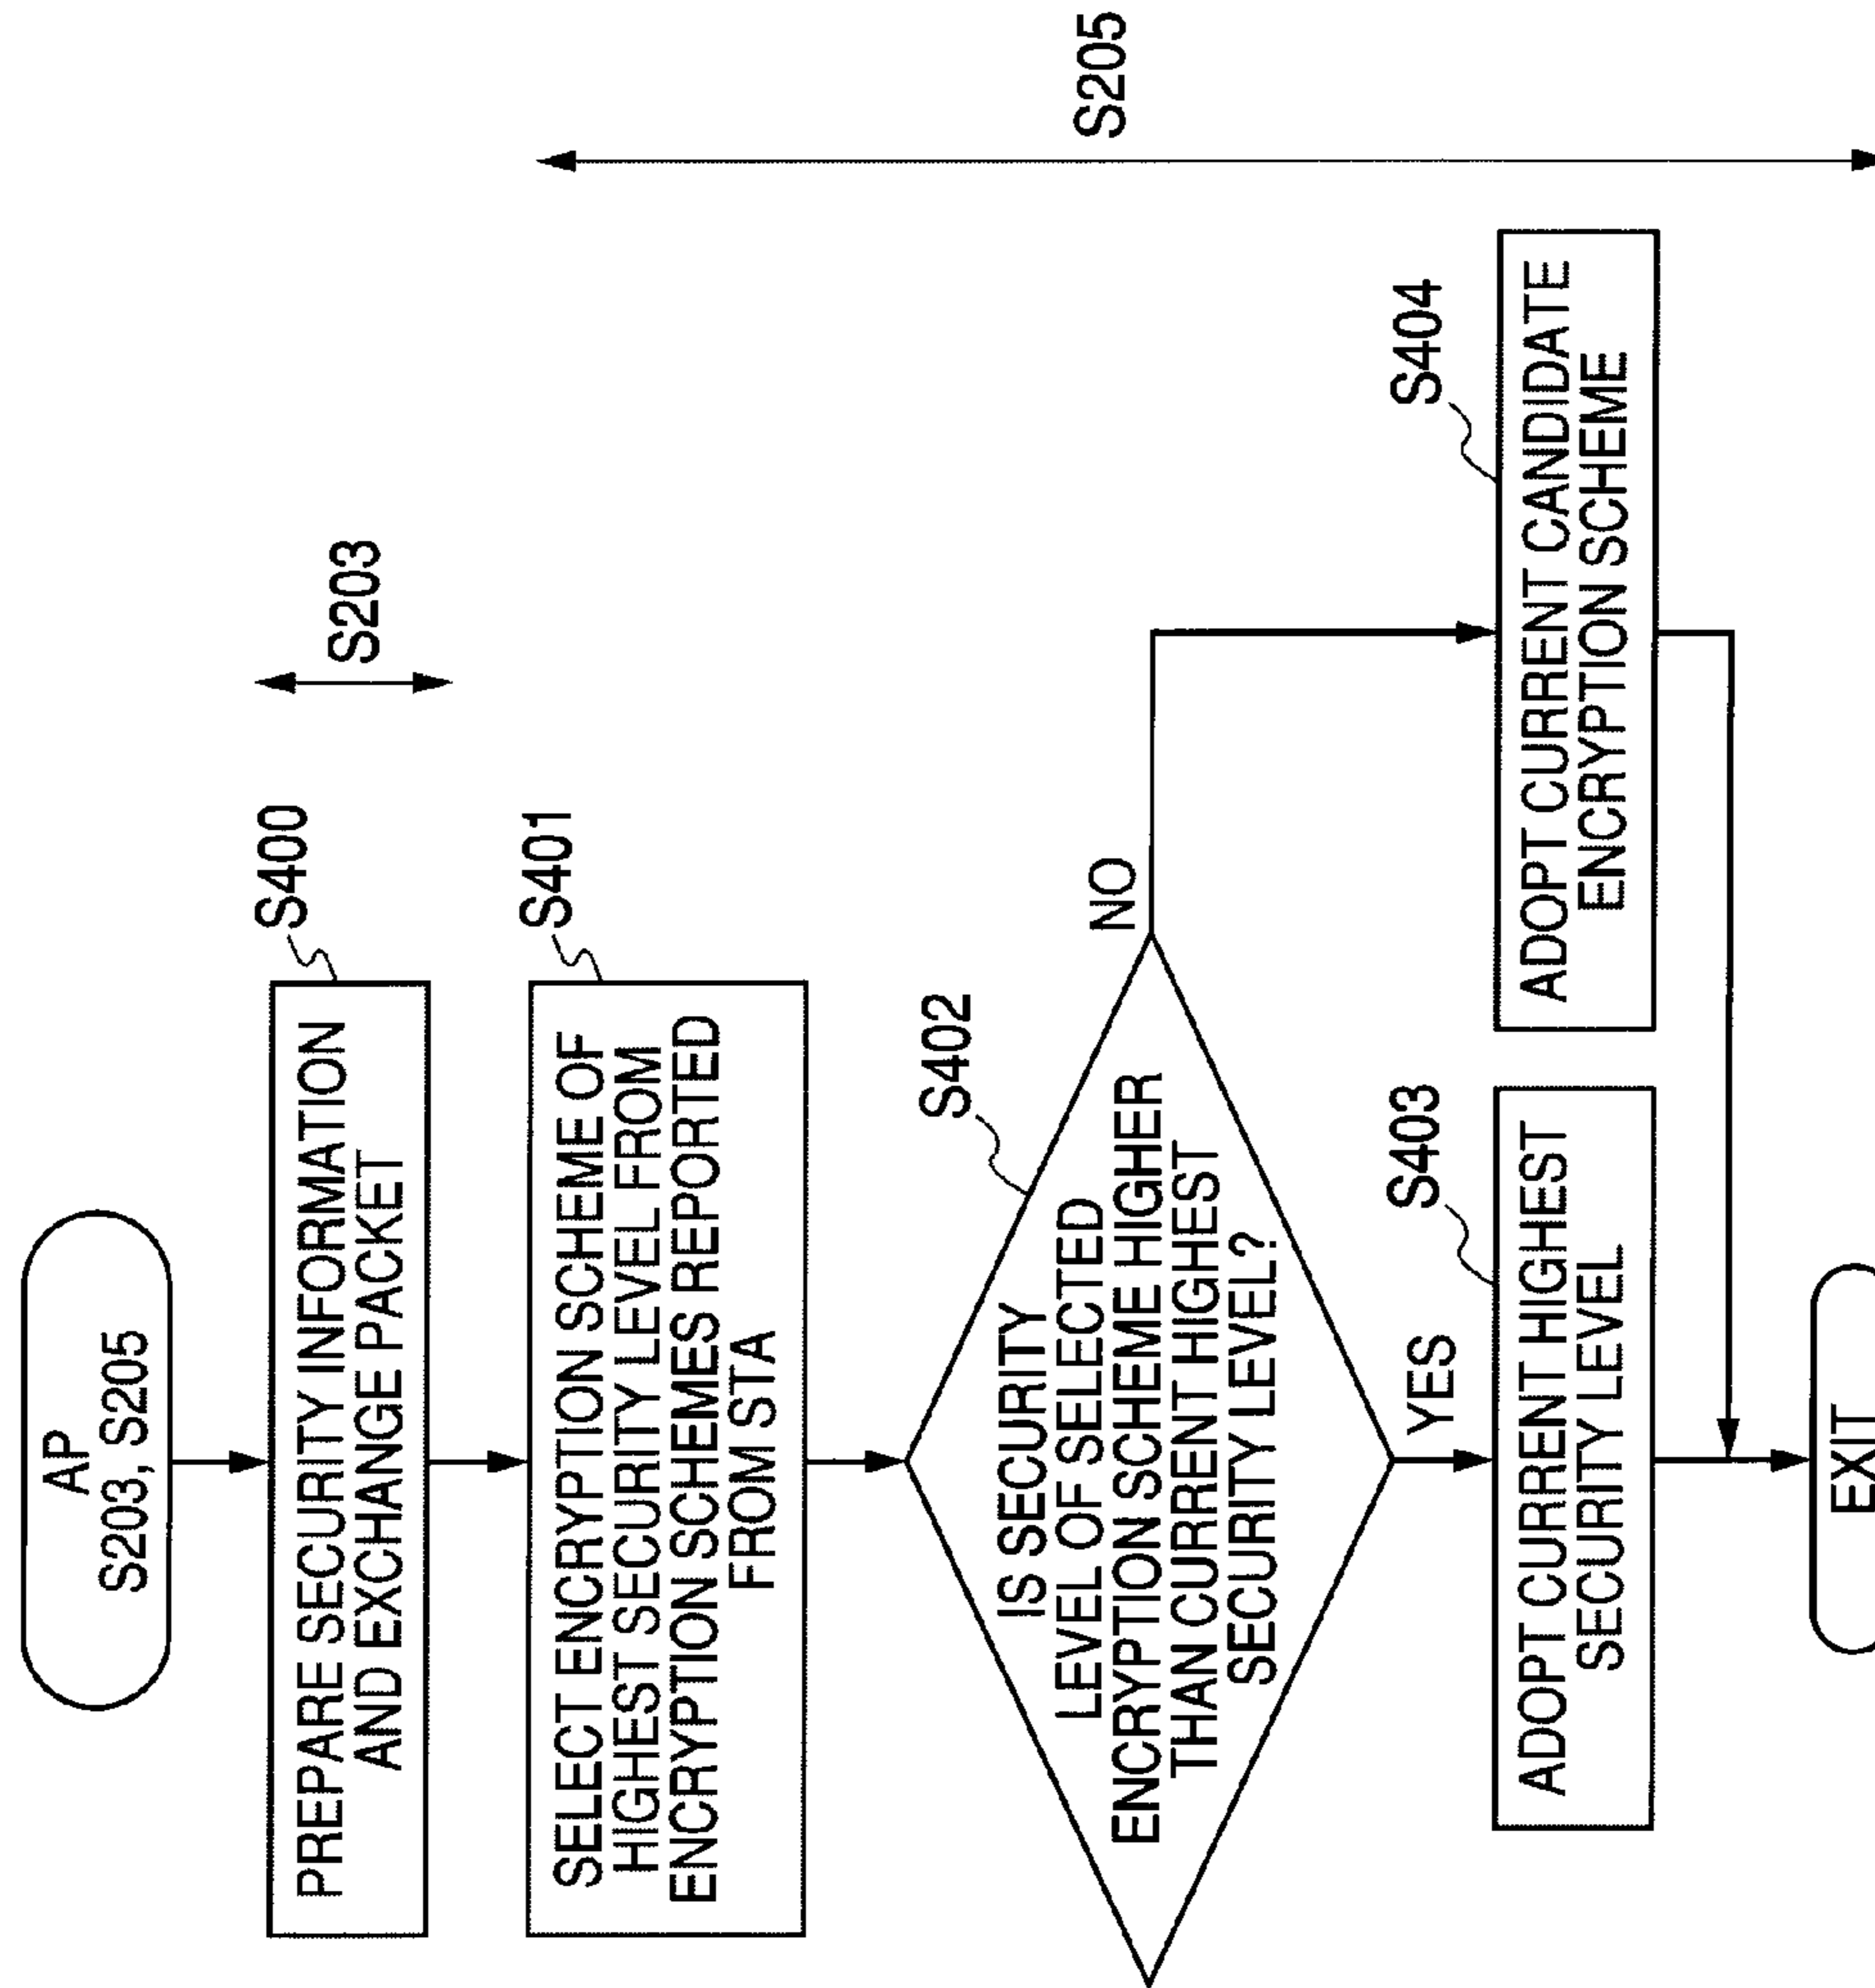 AP
S203, S205
S400
S203
PREPARE SECURITY INFORMATION
AND EXCHANGE PACKET
S401
SELECT ENCRYPTION SCHEME OF
HIGHEST SECURITY LEVEL FROM
ENCRYPTION SCHEMES REPORTED
FROM STA
S205
S402
IS SECURITY
LEVEL OF SELECTED
ENCRYPTION SCHEME HIGHER
THAN CURRENT HIGHEST
SECURITY LEVEL?
NO
YES
S403
ADOPT CURRENT HIGHEST
SECURITY LEVEL
S404
ADOPT CURRENT CANDIDATE
ENCRYPTION SCHEME
EXIT